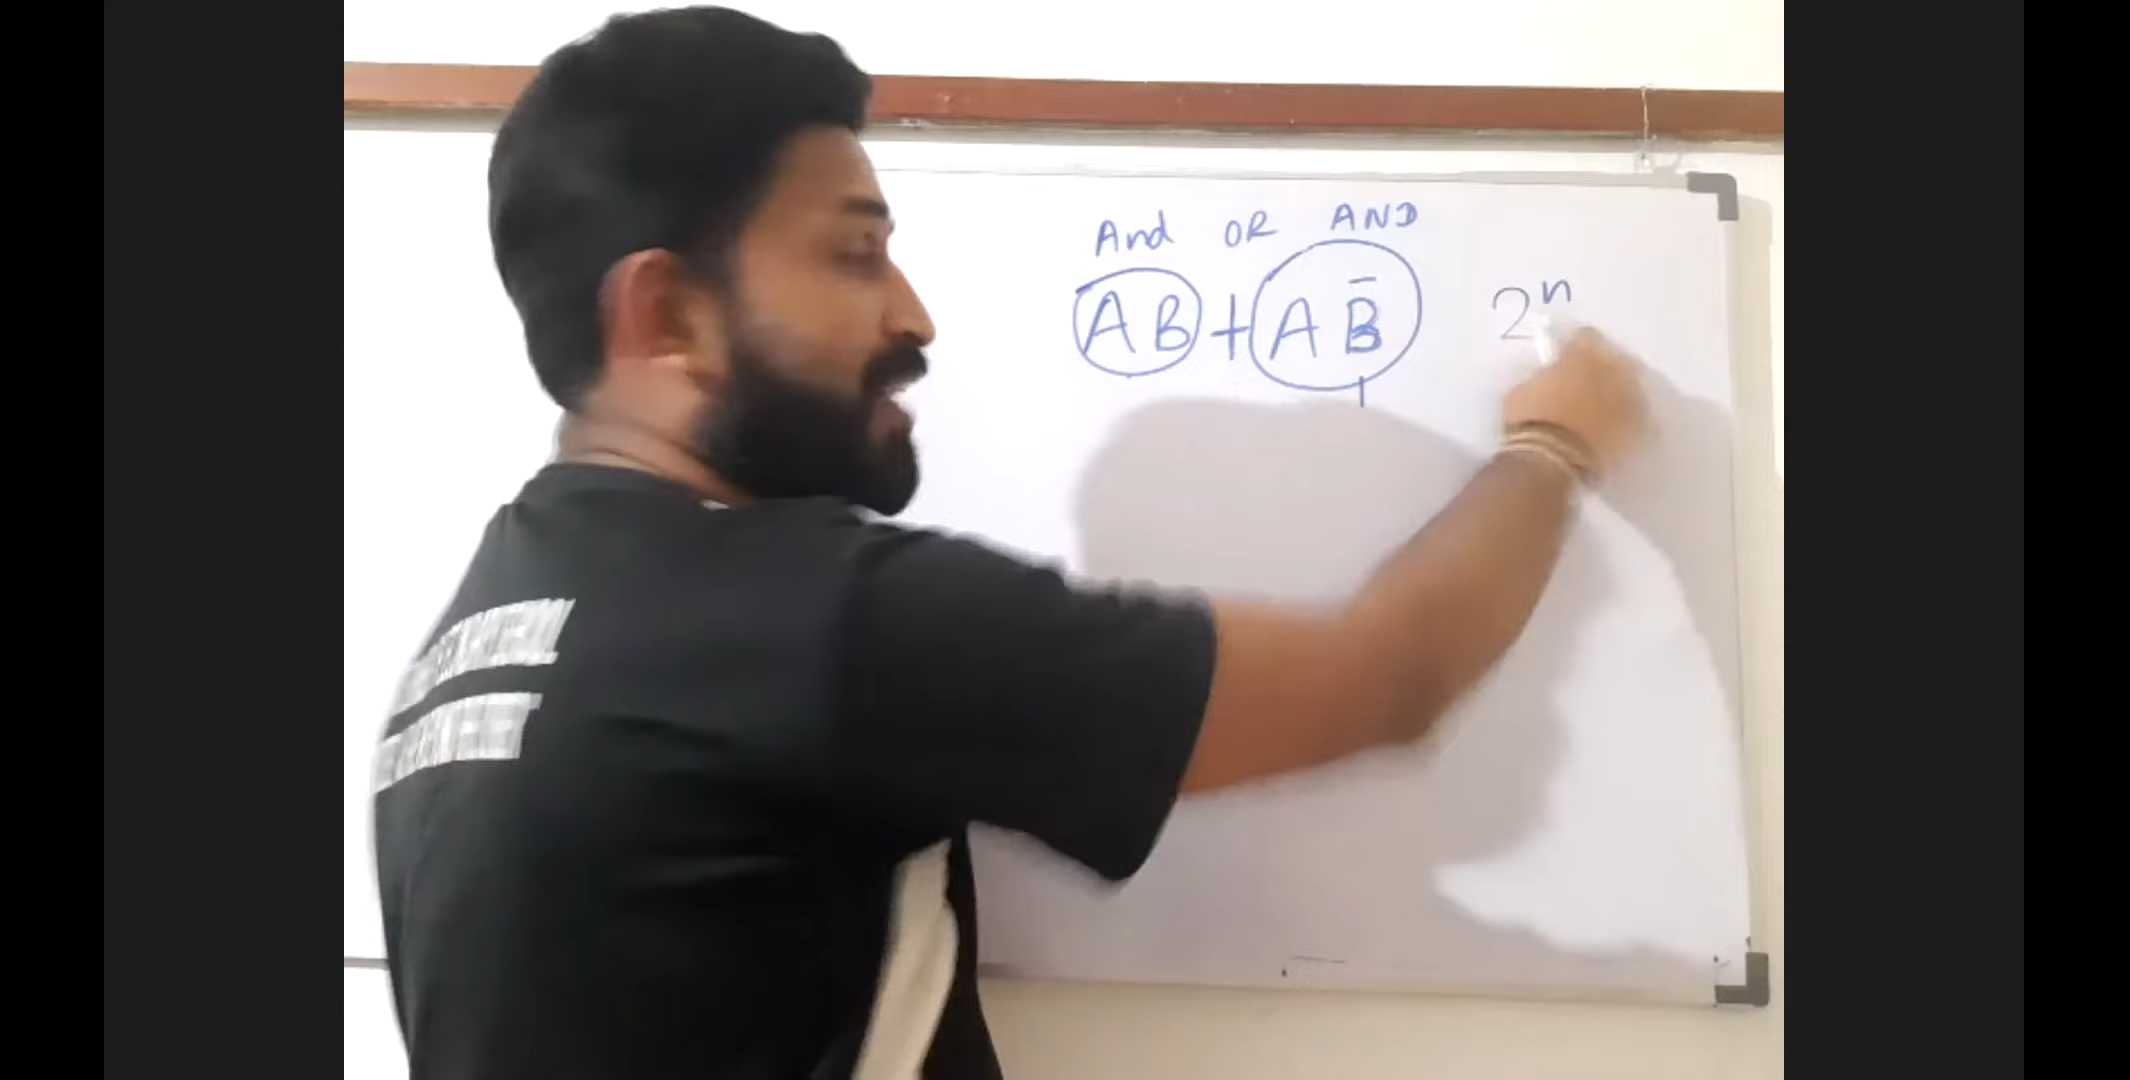 And OR AND
AB + AB̅ 2ⁿ